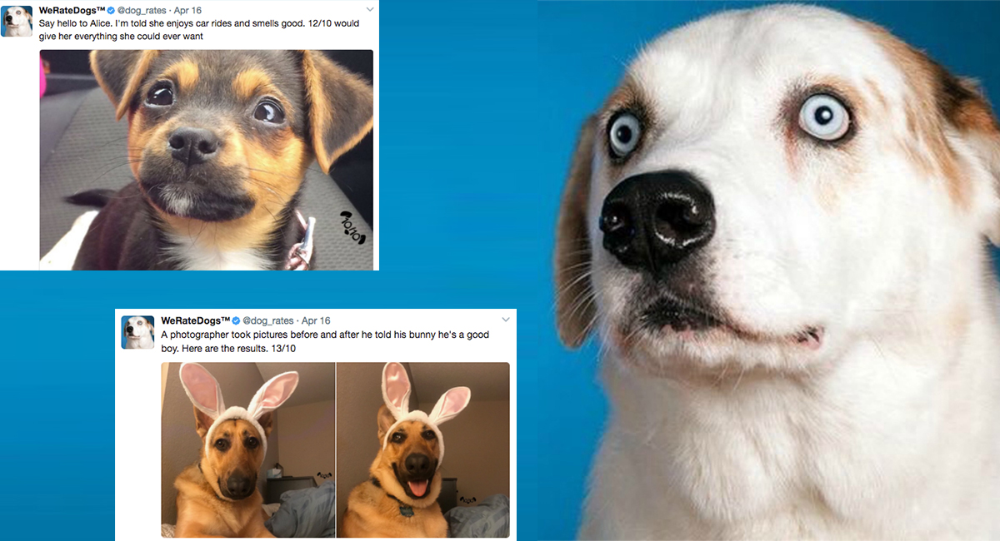 WeRateDogs™ @dog_rates · Apr 16
Say hello to Alice. I'm told she enjoys car rides and smells good. 12/10 would
give her everything she could ever want
10/10
WeRateDogs™ @dog_rates · Apr 16
A photographer took pictures before and after he told his bunny he's a good
boy. Here are the results. 13/10